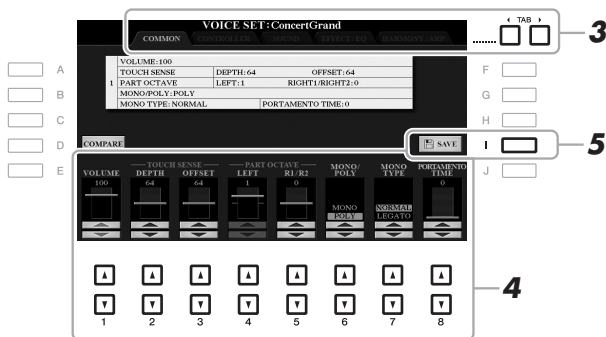 VOICE SET:ConcertGrand
TAB
3
COMMON CONTROLLER SOUND EFFECT/EQ HARMONY/ARP
VOLUME:100
TOUCH SENSE DEPTH:64 OFFSET:64
1 PART OCTAVE LEFT:1 RIGHT1/RIGHT2:0
MONO/POLY:POLY
MONO TYPE:NORMAL PORTAMENTO TIME:0
A F
B G
C H
D I
E J
5
COMPARE SAVE
TOUCH SENSE PART OCTAVE MONO/ MONO PORTAMENTO
VOLUME DEPTH OFFSET LEFT R1/R2 POLY TYPE TIME
100 64 64 1 0 0
MONO NORMAL
POLY LEGATO
4
1 2 3 4 5 6 7 8